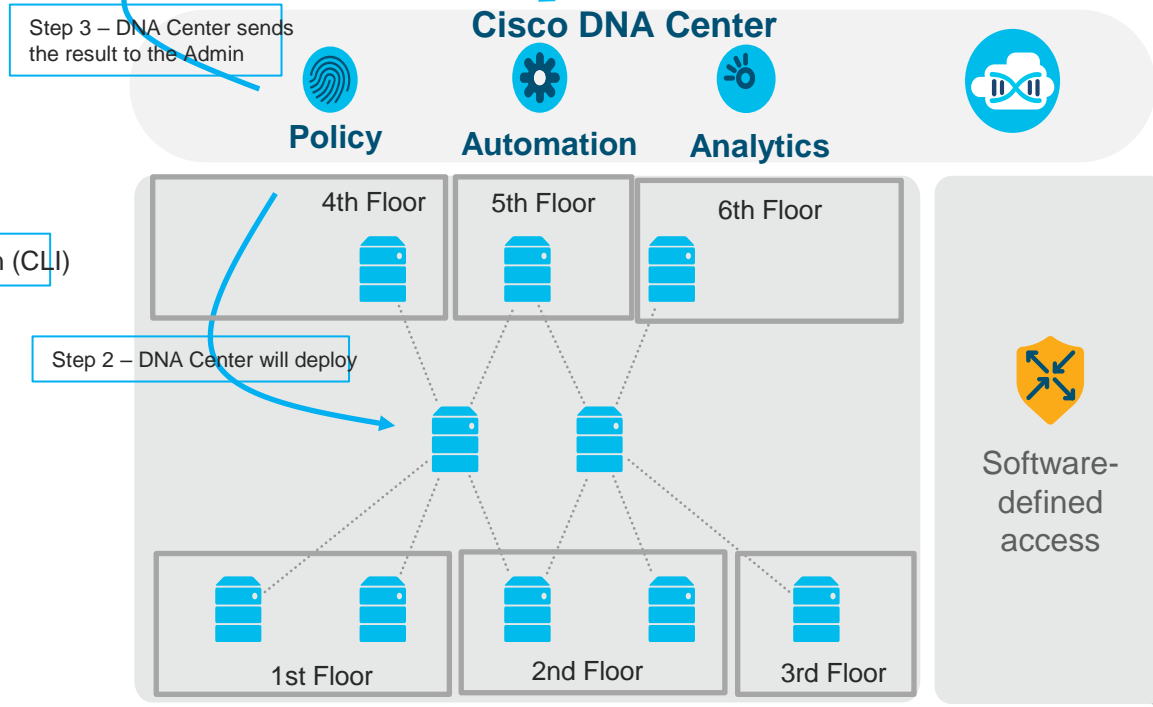 Step 3 – DNA Center sends
the result to the Admin
Cisco DNA Center
Policy
Automation
Analytics
4th Floor
5th Floor
6th Floor
(CLI)
Step 2 – DNA Center will deploy
Software-
defined
access
1st Floor
2nd Floor
3rd Floor